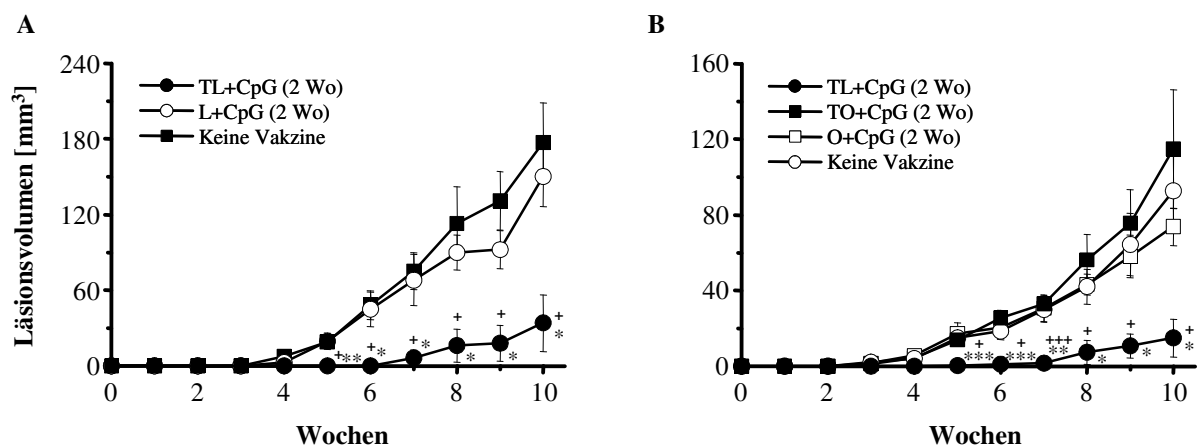 A
Läsionsvolumen [mm³]
240
180
120
60
0
TL+CpG (2 Wo)
L+CpG (2 Wo)
Keine Vakzine
+ + + + + +
** * * * * *
0 2 4 6 8 10
Wochen
B
160
120
80
40
0
TL+CpG (2 Wo)
TO+CpG (2 Wo)
O+CpG (2 Wo)
Keine Vakzine
+ + +++ + + +
*** *** ** * * *
0 2 4 6 8 10
Wochen